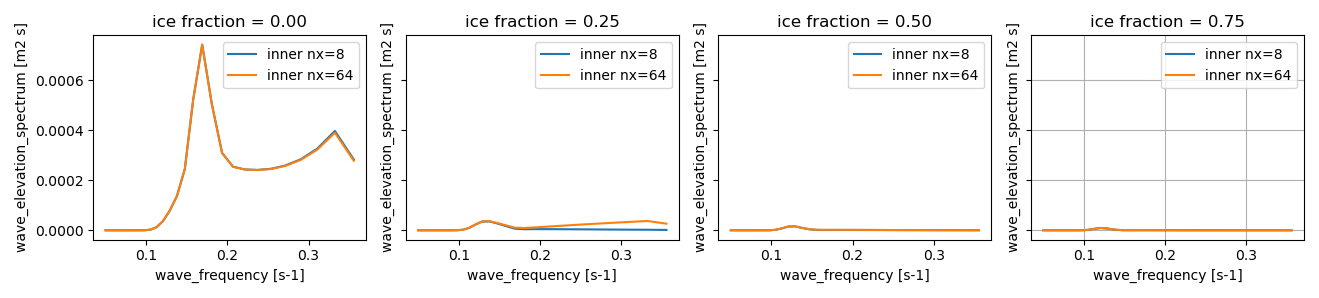 ice fraction = 0.00
wave_elevation_spectrum [m2 s]
0.0006
0.0004
0.0002
0.0000
inner nx=8
inner nx=64
0.1 0.2 0.3
wave_frequency [s-1]
ice fraction = 0.25
wave_elevation_spectrum [m2 s]
inner nx=8
inner nx=64
0.1 0.2 0.3
wave_frequency [s-1]
ice fraction = 0.50
wave_elevation_spectrum [m2 s]
inner nx=8
inner nx=64
0.1 0.2 0.3
wave_frequency [s-1]
ice fraction = 0.75
wave_elevation_spectrum [m2 s]
inner nx=8
inner nx=64
0.1 0.2 0.3
wave_frequency [s-1]